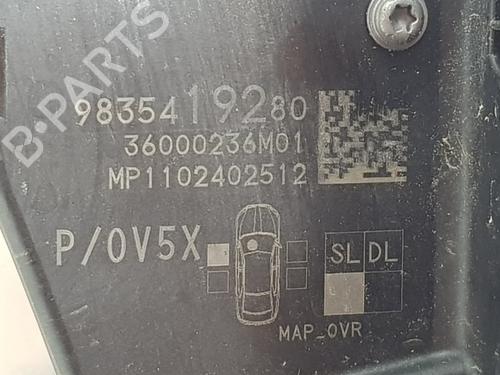 B-PARTS
9835419280
36000236M01
MP1102402512
P/0V5X
SL DL
MAP_OVR